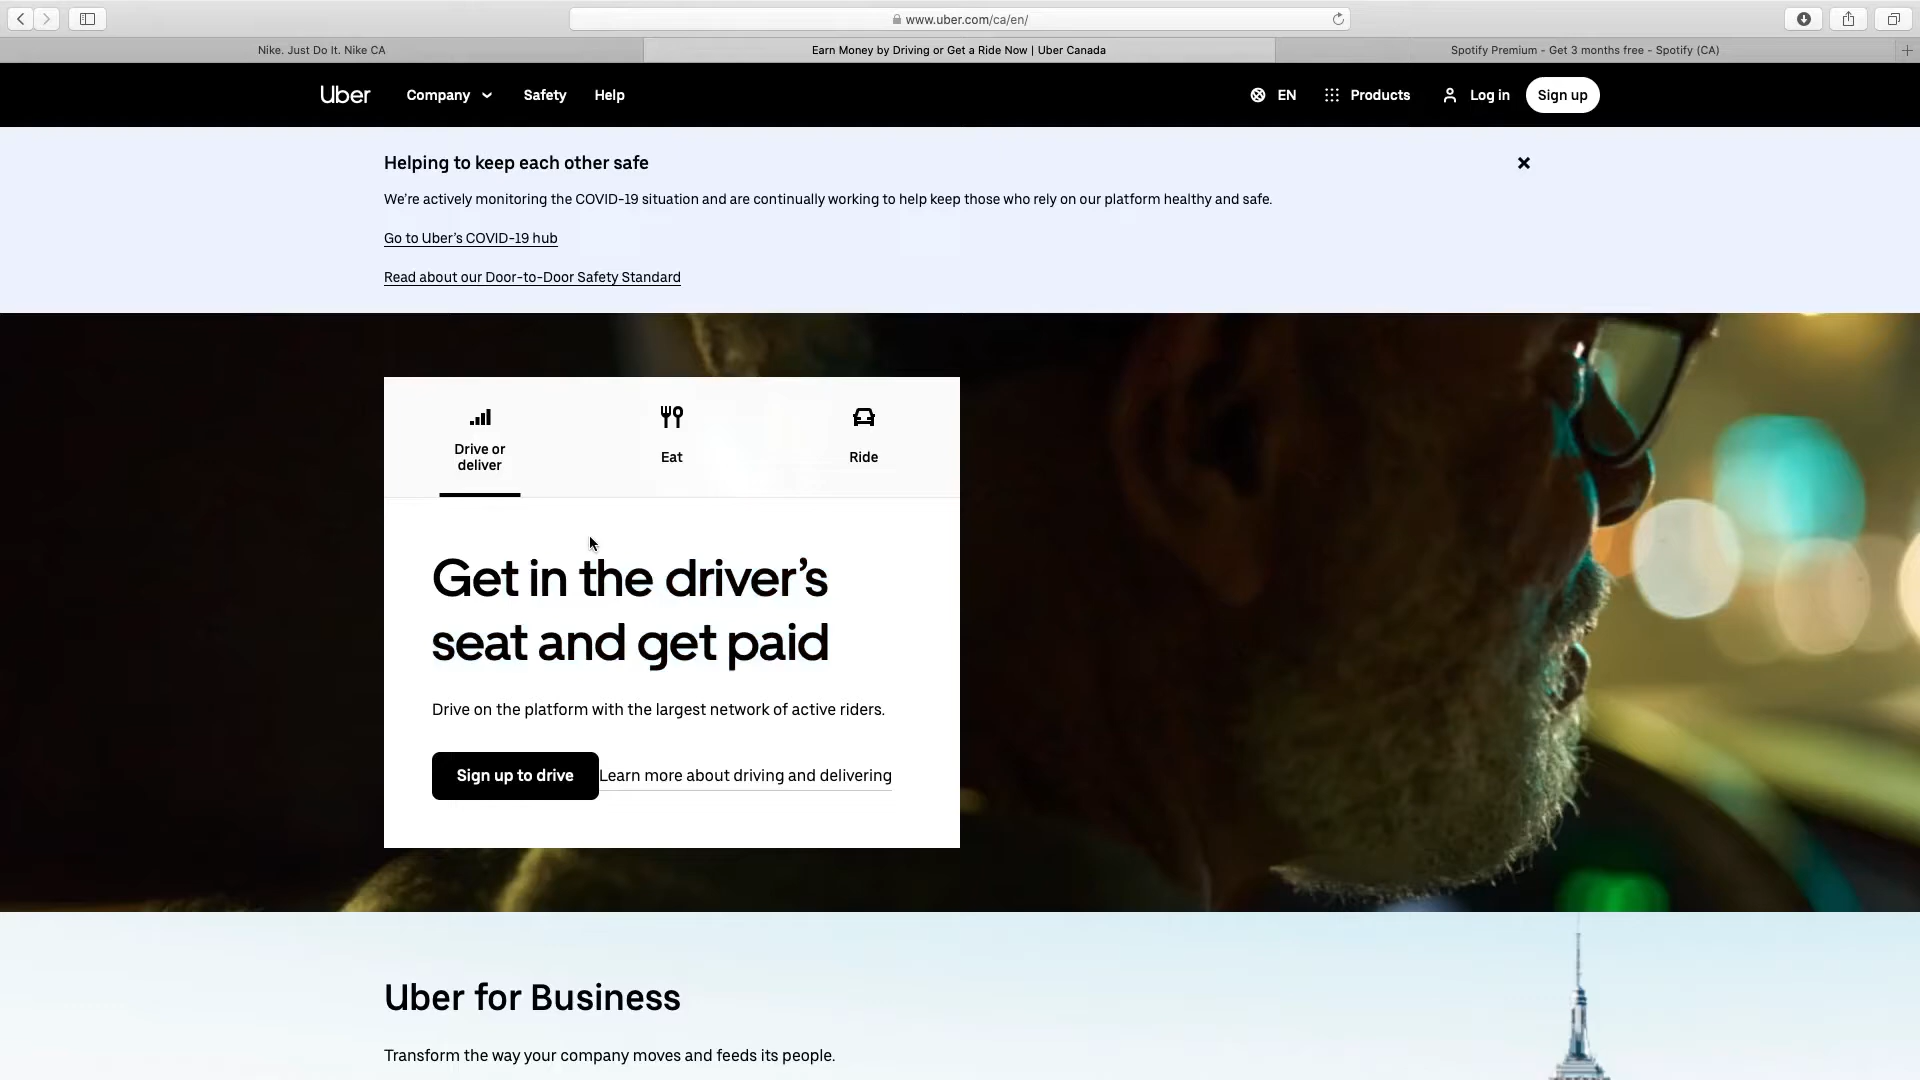 www.uber.com/ca/en/
Nike. Just Do It. Nike CA
Earn Money by Driving or Get a Ride Now | Uber Canada
Spotify Premium - Get 3 months free - Spotify (CA)
Uber
Company
Safety
Help
EN
Products
Log in
Sign up
Helping to keep each other safe
We’re actively monitoring the COVID-19 situation and are continually working to help keep those who rely on our platform healthy and safe.
Go to Uber’s COVID-19 hub
Read about our Door-to-Door Safety Standard
Drive or
deliver
Eat
Ride
Get in the driver’s
seat and get paid
Drive on the platform with the largest network of active riders.
Sign up to drive
Learn more about driving and delivering
Uber for Business
Transform the way your company moves and feeds its people.